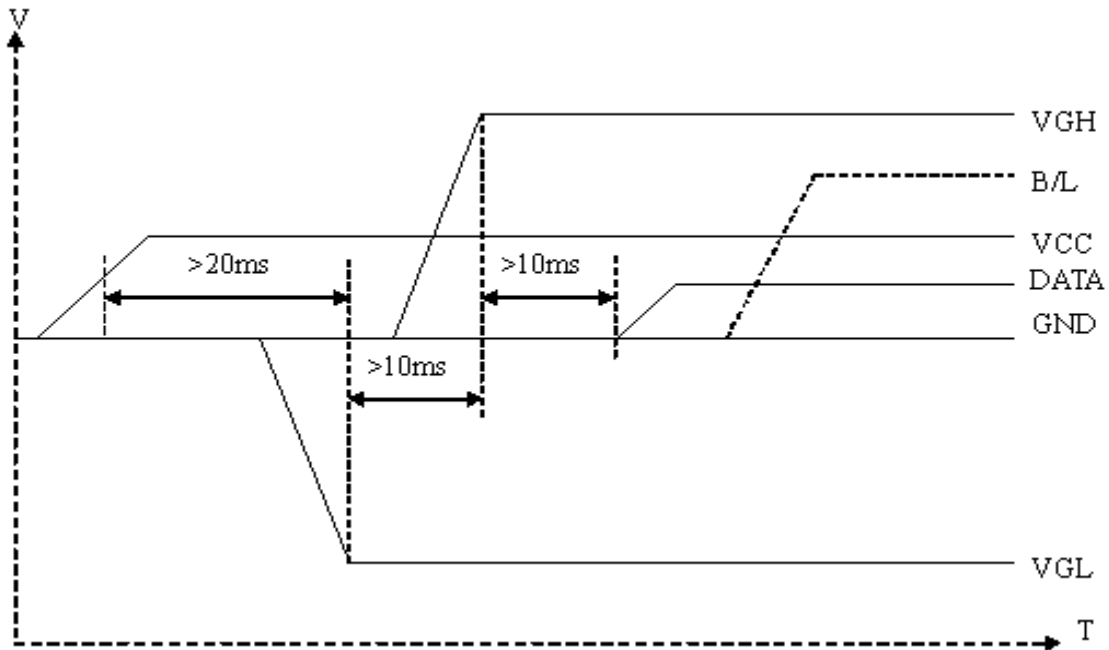 V
VGH
B/L
VCC
>20ms
>10ms
DATA
GND
>10ms
VGL
T